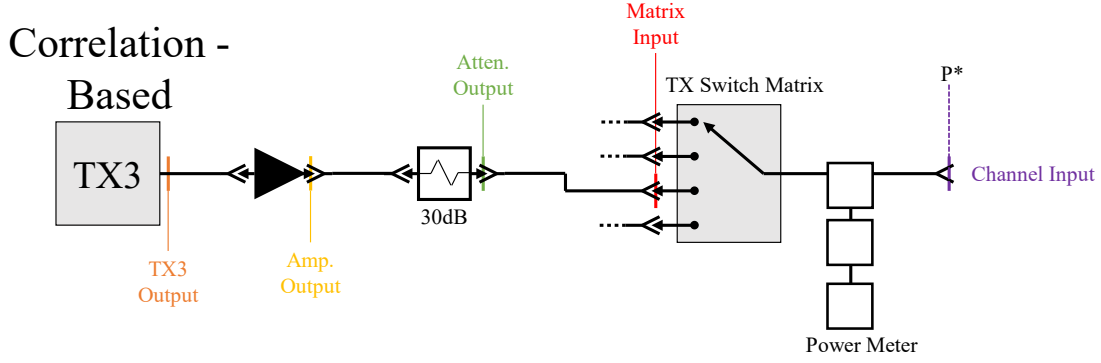 Correlation -
Based
TX3
TX3
Output
Amp.
Output
30dB
Atten.
Output
Matrix
Input
TX Switch Matrix
P*
Channel Input
Power Meter